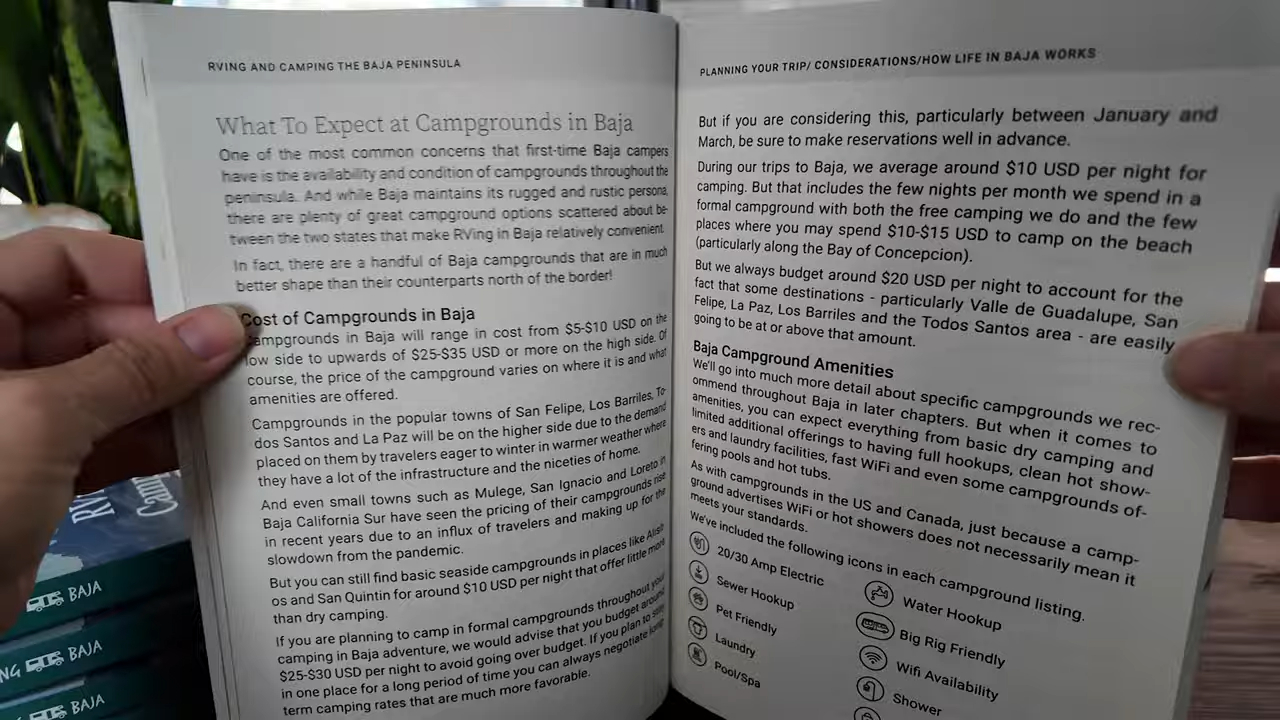 RVING AND CAMPING THE BAJA PENINSULA
What To Expect at Campgrounds in Baja
One of the most common concerns that first-time Baja campers
have is the availability and condition of campgrounds throughout the
peninsula. And while Baja maintains its rugged and rustic persona,
there are plenty of great campground options scattered about be-
tween the two states that make RVing in Baja relatively convenient.
In fact, there are a handful of Baja campgrounds that are in much
better shape than their counterparts north of the border!
Cost of Campgrounds in Baja
Campgrounds in Baja will range in cost from $5-$10 USD on the
low side to upwards of $25-$35 USD or more on the high side. Of
course, the price of the campground varies on where it is and what
amenities are offered.
Campgrounds in the popular towns of San Felipe, Los Barriles, To-
dos Santos and La Paz will be on the higher side due to the demand
placed on them by travelers eager to winter in warmer weather where
they have a lot of the infrastructure and the niceties of home.
And even small towns such as Mulege, San Ignacio and Loreto in
Baja California Sur have seen the pricing of their campgrounds rise
in recent years due to an influx of travelers and making up for the
slowdown from the pandemic.
But you can still find basic seaside campgrounds in places like Alisit-
os and San Quintin for around $10 USD per night that offer little more
than dry camping.
If you are planning to camp in formal campgrounds throughout your
camping in Baja adventure, we would advise that you budget around
$25-$30 USD per night to avoid going over budget. If you plan to stay
in one place for a long period of time you can always negotiate long
term camping rates that are much more favorable.
PLANNING YOUR TRIP/ CONSIDERATIONS/HOW LIFE IN BAJA WORKS
But if you are considering this, particularly between January and
March, be sure to make reservations well in advance.
During our trips to Baja, we average around $10 USD per night for
camping. But that includes the few nights per month we spend in a
formal campground with both the free camping we do and the few
places where you may spend $10-$15 USD to camp on the beach
(particularly along the Bay of Concepcion).
But we always budget around $20 USD per night to account for the
fact that some destinations - particularly Valle de Guadalupe, San
Felipe, La Paz, Los Barriles and the Todos Santos area - are easily
going to be at or above that amount.
Baja Campground Amenities
We'll go into much more detail about specific campgrounds we rec-
ommend throughout Baja in later chapters. But when it comes to
amenities, you can expect everything from basic dry camping and
limited additional offerings to having full hookups, clean hot show-
ers and laundry facilities, fast WiFi and even some campgrounds of-
fering pools and hot tubs.
As with campgrounds in the US and Canada, just because a camp-
ground advertises WiFi or hot showers does not necessarily mean it
meets your standards.
We've included the following icons in each campground listing.
20/30 Amp Electric
Sewer Hookup
Pet Friendly
Laundry
Pool/Spa
Water Hookup
Big Rig Friendly
Wifi Availability
Shower
RV
Cam
BAJA
NG BAJA
BAJA